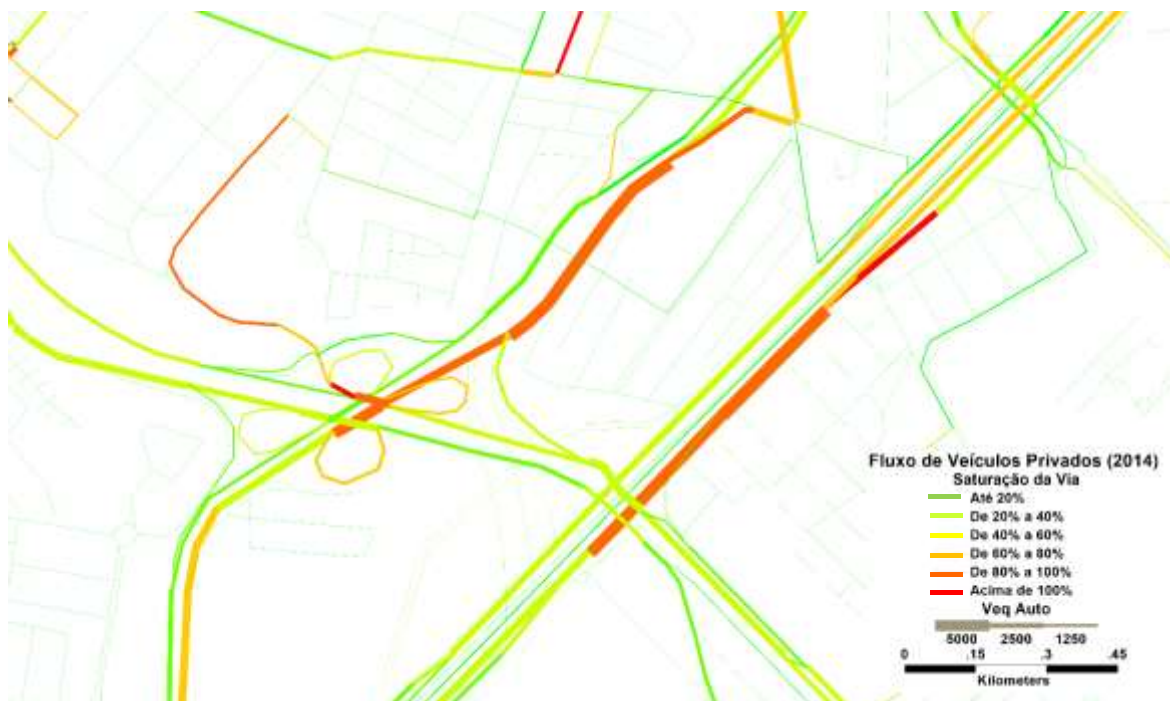 Fluxo de Veículos Privados (2014)
Saturação da Via
Até 20%
De 20% a 40%
De 40% a 60%
De 60% a 80%
De 80% a 100%
Acima de 100%
Veq Auto
5000 2500 1250
0 .15 .3 .45
Kilometers